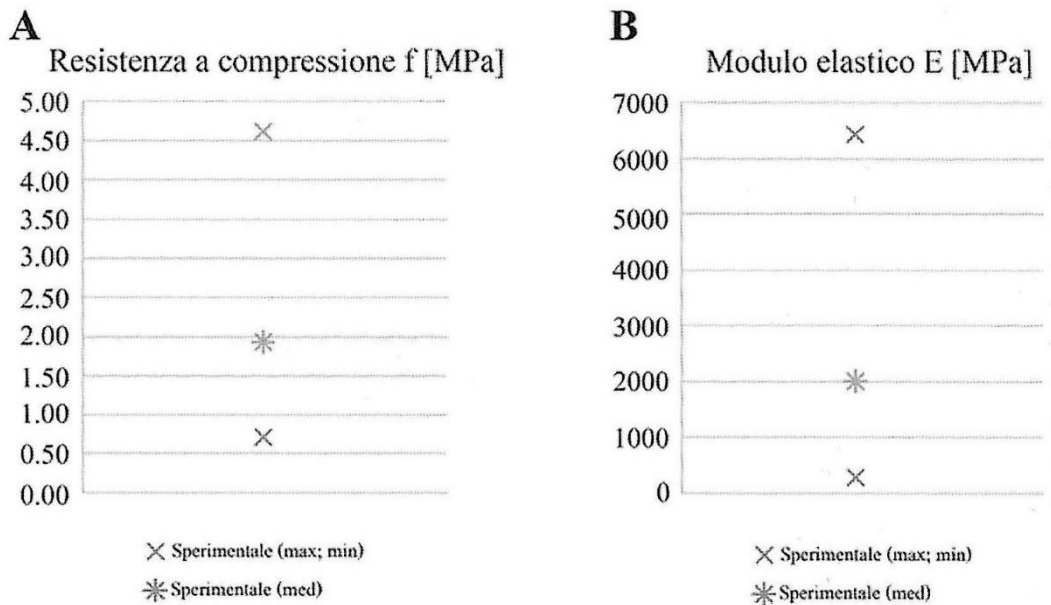 A
Resistenza a compressione f [MPa]
5.00
4.50
4.00
3.50
3.00
2.50
2.00
1.50
1.00
0.50
0.00
Sperimentale (max; min)
Sperimentale (med)
B
Modulo elastico E [MPa]
7000
6000
5000
4000
3000
2000
1000
0
Sperimentale (max; min)
Sperimentale (med)